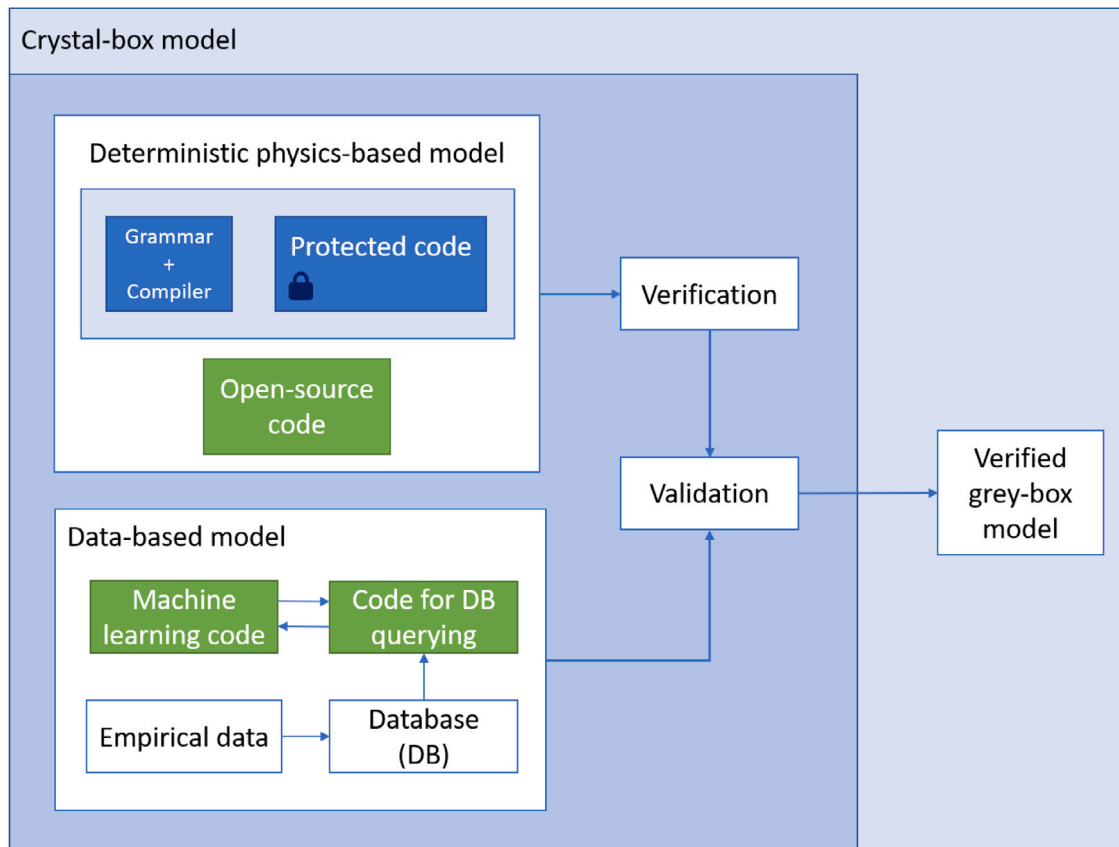 Crystal-box model
Deterministic physics-based model
Grammar
+
Compiler
Protected code
Open-source
code
Verification
Validation
Verified
grey-box
model
Data-based model
Machine
learning code
Code for DB
querying
Empirical data
Database
(DB)